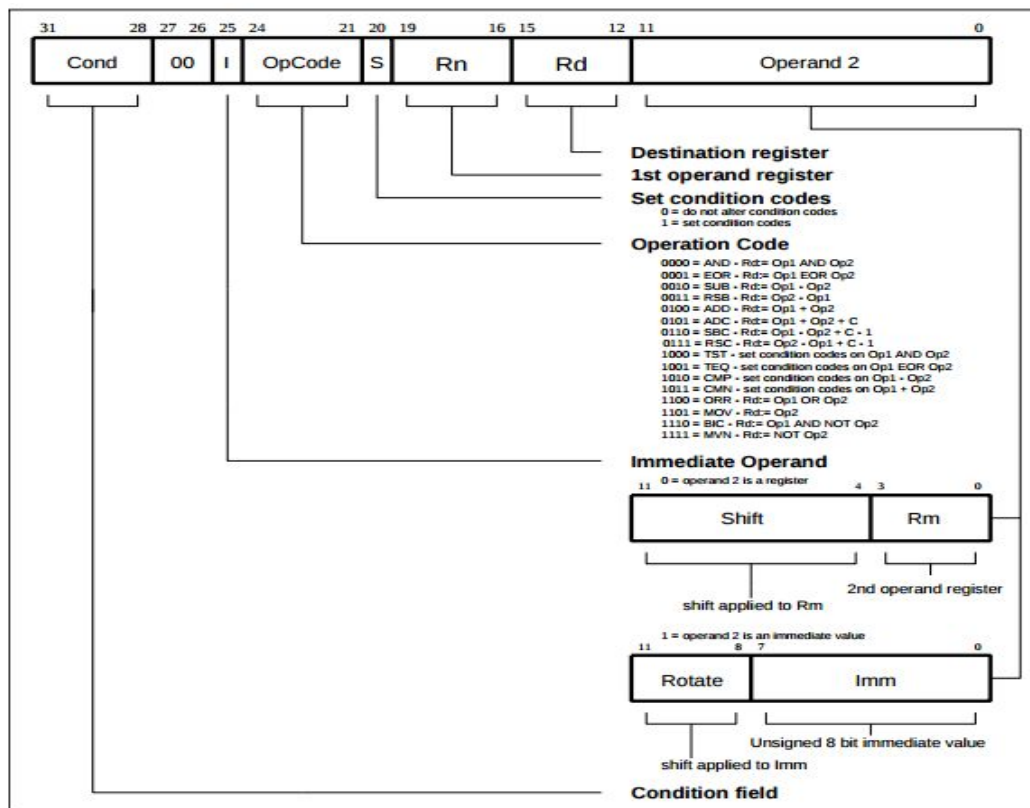 31 28 27 26 25 24 21 20 19 16 15 12 11 0
Cond 00 I OpCode S Rn Rd Operand 2
Destination register
1st operand register
Set condition codes
0 = do not alter condition codes
1 = set condition codes
Operation Code
0000 = AND - Rd:= Op1 AND Op2
0001 = EOR - Rd:= Op1 EOR Op2
0010 = SUB - Rd:= Op1 - Op2
0011 = RSB - Rd:= Op2 - Op1
0100 = ADD - Rd:= Op1 + Op2
0101 = ADC - Rd:= Op1 + Op2 + C
0110 = SBC - Rd:= Op1 - Op2 + C - 1
0111 = RSC - Rd:= Op2 - Op1 + C - 1
1000 = TST - set condition codes on Op1 AND Op2
1001 = TEQ - set condition codes on Op1 EOR Op2
1010 = CMP - set condition codes on Op1 - Op2
1011 = CMN - set condition codes on Op1 + Op2
1100 = ORR - Rd:= Op1 OR Op2
1101 = MOV - Rd:= Op2
1110 = BIC - Rd:= Op1 AND NOT Op2
1111 = MVN - Rd:= NOT Op2
Immediate Operand
0 = operand 2 is a register
11 4 3 0
Shift Rm
2nd operand register
shift applied to Rm
1 = operand 2 is an immediate value
11 8 7 0
Rotate Imm
Unsigned 8 bit immediate value
shift applied to Imm
Condition field